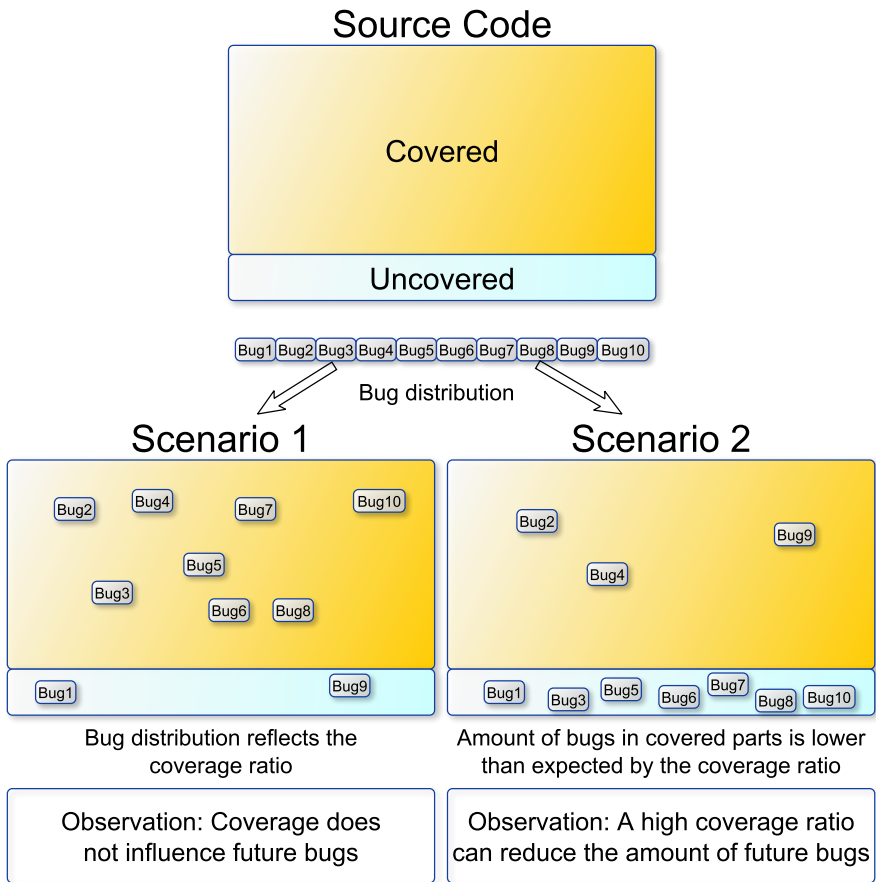 Source Code
Covered
Uncovered
Bug1 Bug2 Bug3 Bug4 Bug5 Bug6 Bug7 Bug8 Bug9 Bug10
Bug distribution
Scenario 1
Bug2
Bug4
Bug7
Bug10
Bug5
Bug3
Bug6
Bug8
Bug1
Bug9
Bug distribution reflects the
coverage ratio
Observation: Coverage does
not influence future bugs
Scenario 2
Bug2
Bug9
Bug4
Bug1
Bug3
Bug5
Bug6
Bug7
Bug8
Bug10
Amount of bugs in covered parts is lower
than expected by the coverage ratio
Observation: A high coverage ratio
can reduce the amount of future bugs